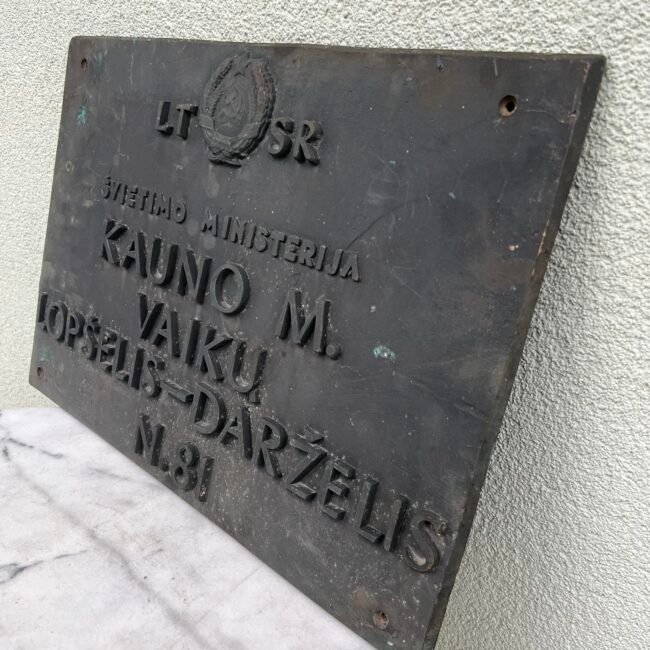 LT SR
ŠVIETIMO MINISTERIJA
KAUNO M.
VAIKŲ
LOPŠELIS-DARŽELIS
N.81